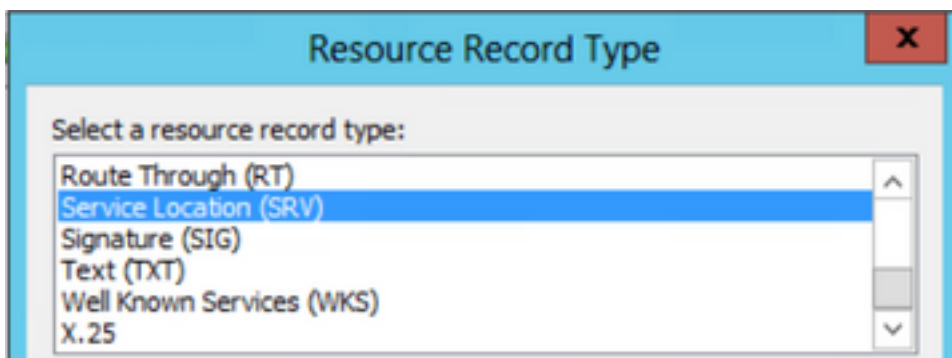 Resource Record Type
x
Select a resource record type:
Route Through (RT)
Service Location (SRV)
Signature (SIG)
Text (TXT)
Well Known Services (WKS)
X.25